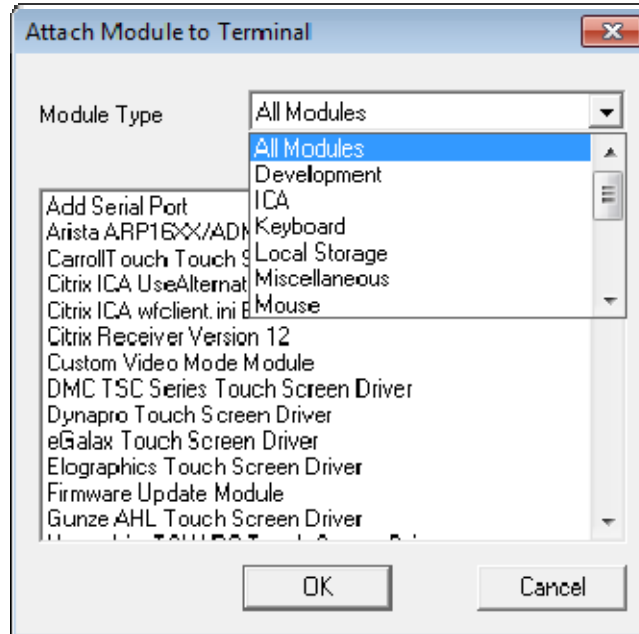 Attach Module to Terminal
Module Type
All Modules
All Modules
Development
ICA
Keyboard
Local Storage
Miscellaneous
Mouse
Add Serial Port
Arista ARP16XX/ADM
CarrollTouch Touch S
Citrix ICA UseAlternat
Citrix ICA wfclient.ini E
Citrix Receiver Version 12
Custom Video Mode Module
DMC TSC Series Touch Screen Driver
Dynapro Touch Screen Driver
eGalax Touch Screen Driver
Elographics Touch Screen Driver
Firmware Update Module
Gunze AHL Touch Screen Driver
OK
Cancel